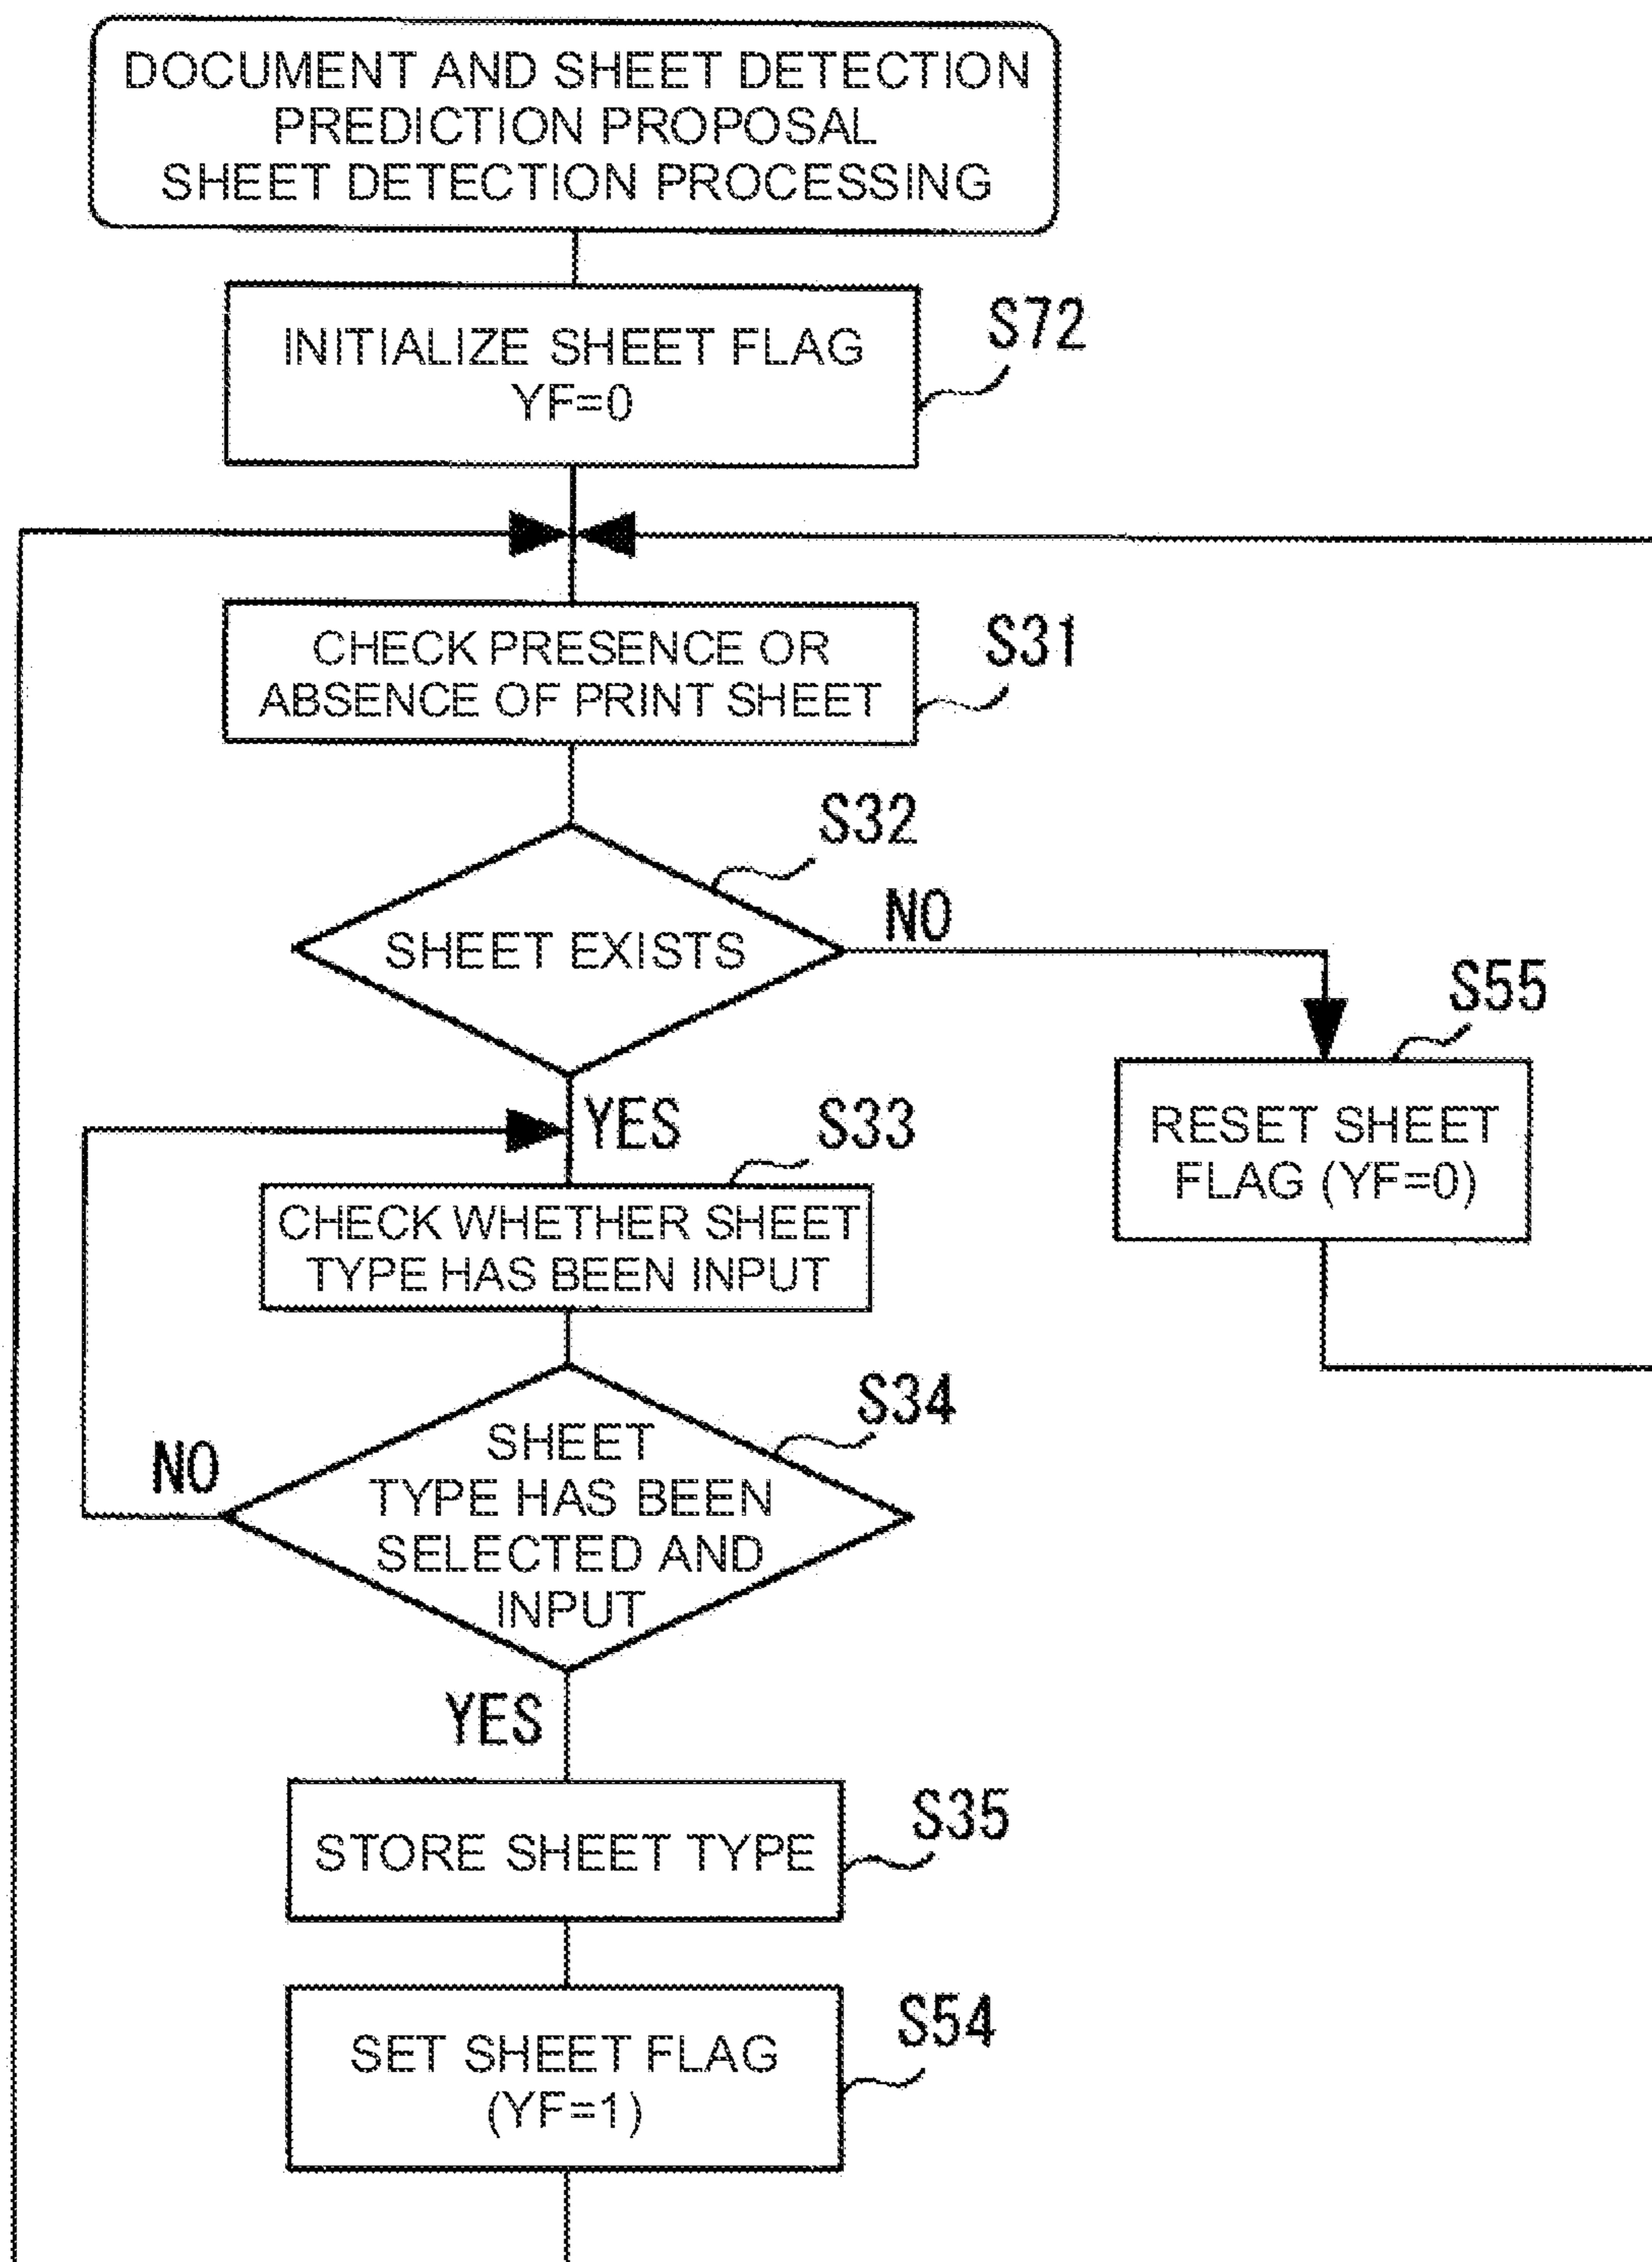 DOCUMENT AND SHEET DETECTION
PREDICTION PROPOSAL
SHEET DETECTION PROCESSING
INITIALIZE SHEET FLAG
YF=0
S72
CHECK PRESENCE OR
ABSENCE OF PRINT SHEET
S31
S32
SHEET EXISTS
NO
S55
RESET SHEET
FLAG (YF=0)
YES
S33
CHECK WHETHER SHEET
TYPE HAS BEEN INPUT
S34
SHEET
TYPE HAS BEEN
SELECTED AND
INPUT
NO
YES
STORE SHEET TYPE
S35
SET SHEET FLAG
(YF=1)
S54